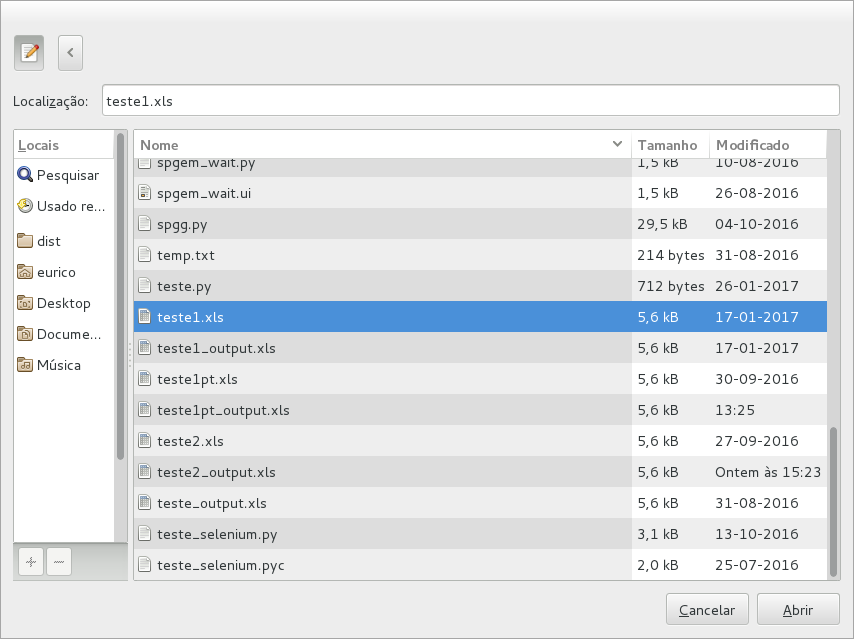 Localização: teste1.xls
Locais
Pesquisar
Usado re...
dist
eurico
Desktop
Docume...
Música
Nome Tamanho Modificado
spgem_wait.py 1,5 kB 10-08-2016
spgem_wait.ui 1,5 kB 26-08-2016
spgg.py 29,5 kB 04-10-2016
temp.txt 214 bytes 31-08-2016
teste.py 712 bytes 26-01-2017
teste1.xls 5,6 kB 17-01-2017
teste1_output.xls 5,6 kB 17-01-2017
teste1pt.xls 5,6 kB 30-09-2016
teste1pt_output.xls 5,6 kB 13:25
teste2.xls 5,6 kB 27-09-2016
teste2_output.xls 5,6 kB Ontem às 15:23
teste_output.xls 5,6 kB 31-08-2016
teste_selenium.py 3,1 kB 13-10-2016
teste_selenium.pyc 2,0 kB 25-07-2016
Cancelar Abrir